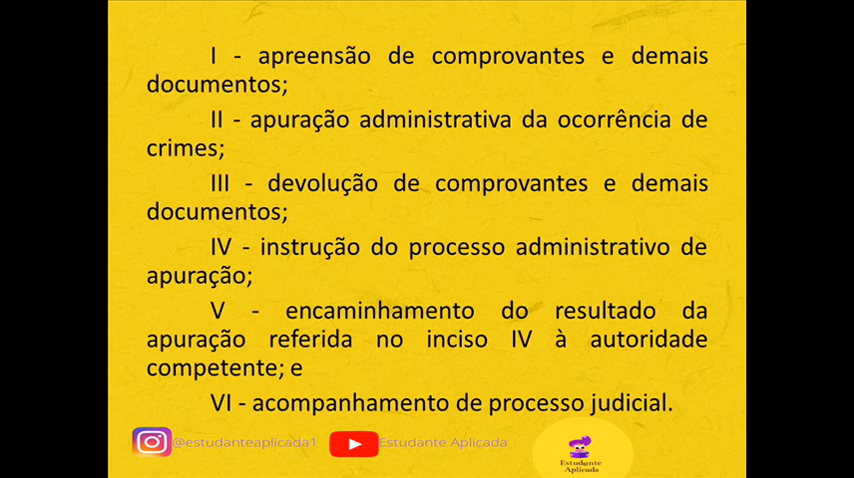 I - apreensão de comprovantes e demais
documentos;
II - apuração administrativa da ocorrência de
crimes;
III - devolução de comprovantes e demais
documentos;
IV - instrução do processo administrativo de
apuração;
V - encaminhamento do resultado da
apuração referida no inciso IV à autoridade
competente; e
VI - acompanhamento de processo judicial.
@estudanteaplicada1
Estudante Aplicada
Estudante
Aplicada